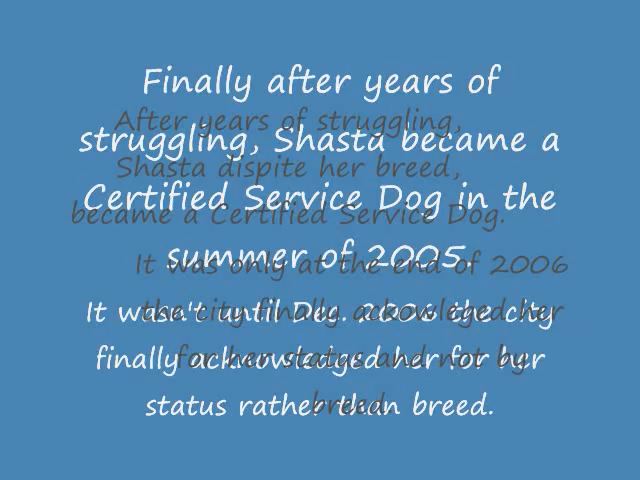 Finally after years of
After years of struggling,
struggling, Shasta became a
Shasta dispite her breed,
Certified Service Dog in the
became a Certified Service Dog.
summer of 2005.
It was only at the end of 2006
It wasn't until Dec. 2006 the city
the city finally ackowleged her
finally acknowledged her for her
for her status and not by
status rather than breed.
breed.